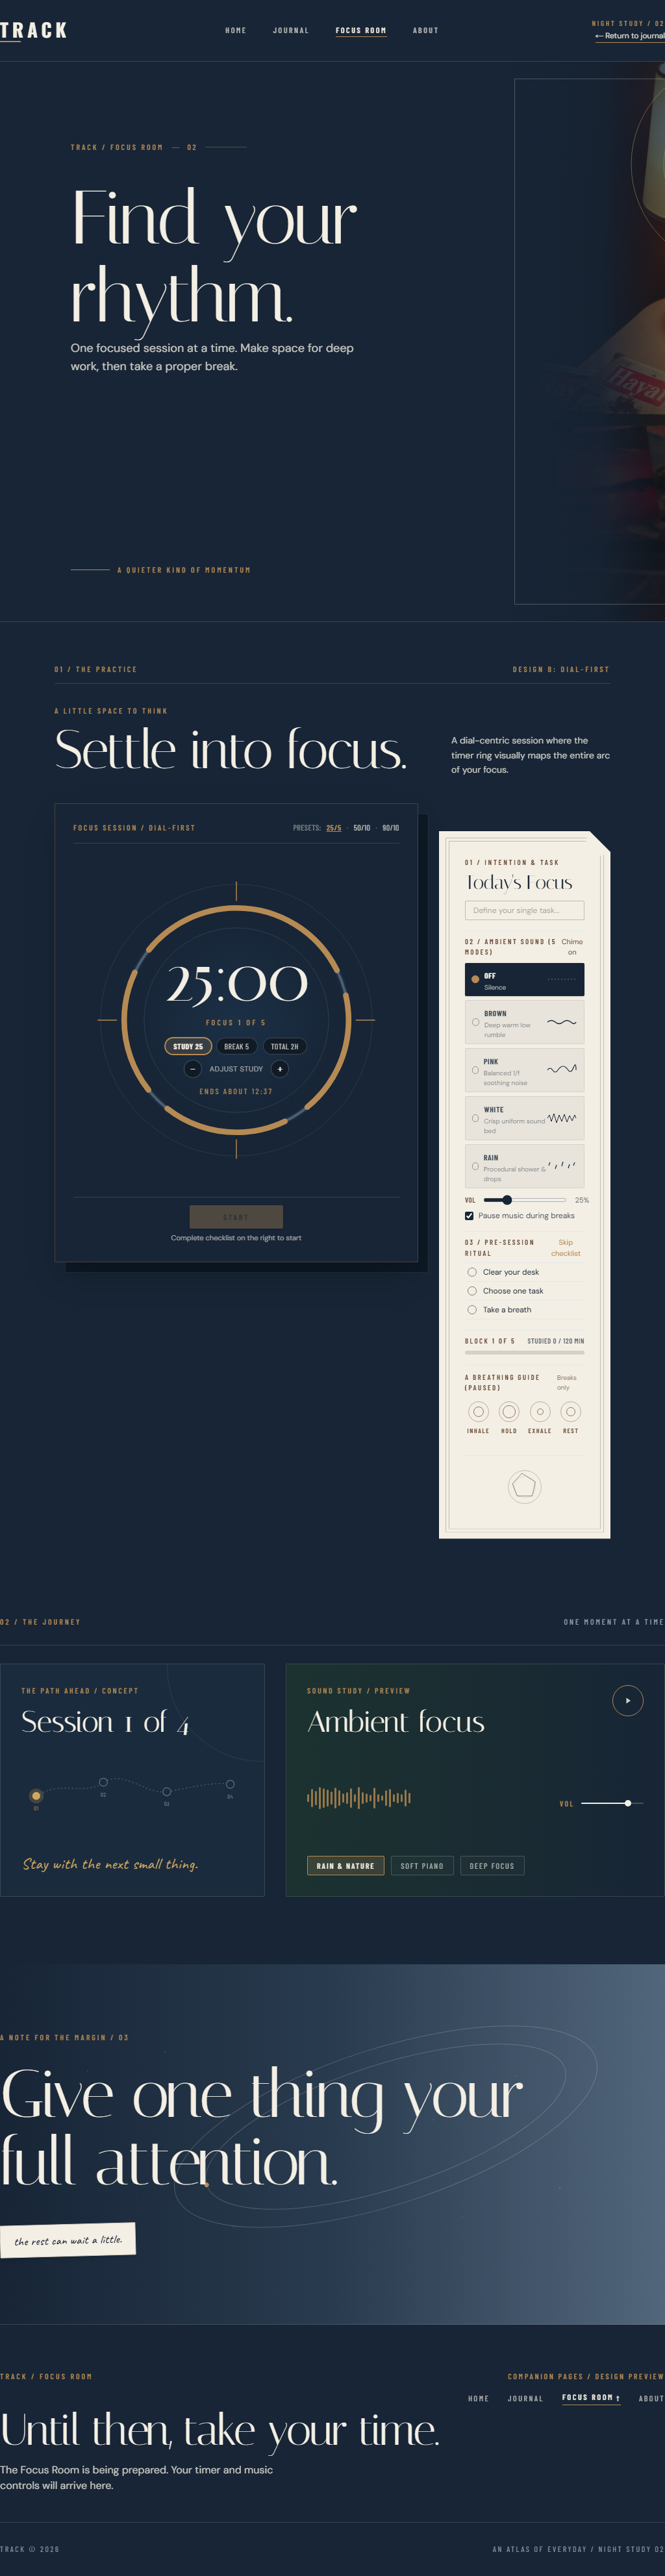 TRACK
HOME
JOURNAL
FOCUS ROOM
ABOUT
NIGHT STUDY / 02
← Return to journal
TRACK / FOCUS ROOM — 02
Find your
rhythm.
One focused session at a time. Make space for deep
work, then take a proper break.
A QUIETER KIND OF MOMENTUM
01 / THE PRACTICE
DESIGN B: DIAL-FIRST
A LITTLE SPACE TO THINK
Settle into focus.
A dial-centric session where the
timer ring visually maps the entire arc
of your focus.
FOCUS SESSION / DIAL-FIRST
PRESETS: 25/5 · 50/10 · 90/10
25:00
FOCUS 1 OF 5
STUDY 25
BREAK 5
TOTAL 2H
− ADJUST STUDY +
ENDS ABOUT 12:37
START
Complete checklist on the right to start
01 / INTENTION & TASK
Today's Focus
Define your single task...
02 / AMBIENT SOUND (5
MODES)
Chime
on
OFF
Silence
BROWN
Deep warm low
rumble
PINK
Balanced 1/f
soothing noise
WHITE
Crisp uniform sound
bed
RAIN
Procedural shower &
drops
VOL
25%
Pause music during breaks
03 / PRE-SESSION
RITUAL
Skip
checklist
Clear your desk
Choose one task
Take a breath
BLOCK 1 OF 5
STUDIED 0 / 120 MIN
A BREATHING GUIDE
(PAUSED)
Breaks
only
INHALE
HOLD
EXHALE
REST
02 / THE JOURNEY
ONE MOMENT AT A TIME
THE PATH AHEAD / CONCEPT
Session 1 of 4
01
02
03
04
Stay with the next small thing.
SOUND STUDY / PREVIEW
Ambient focus
VOL
RAIN & NATURE
SOFT PIANO
DEEP FOCUS
A NOTE FOR THE MARGIN / 03
Give one thing your
full attention.
the rest can wait a little.
TRACK / FOCUS ROOM
Until then, take your time.
The Focus Room is being prepared. Your timer and music
controls will arrive here.
COMPANION PAGES / DESIGN PREVIEW
HOME
JOURNAL
FOCUS ROOM ↑
ABOUT
TRACK © 2026
AN ATLAS OF EVERYDAY / NIGHT STUDY 02